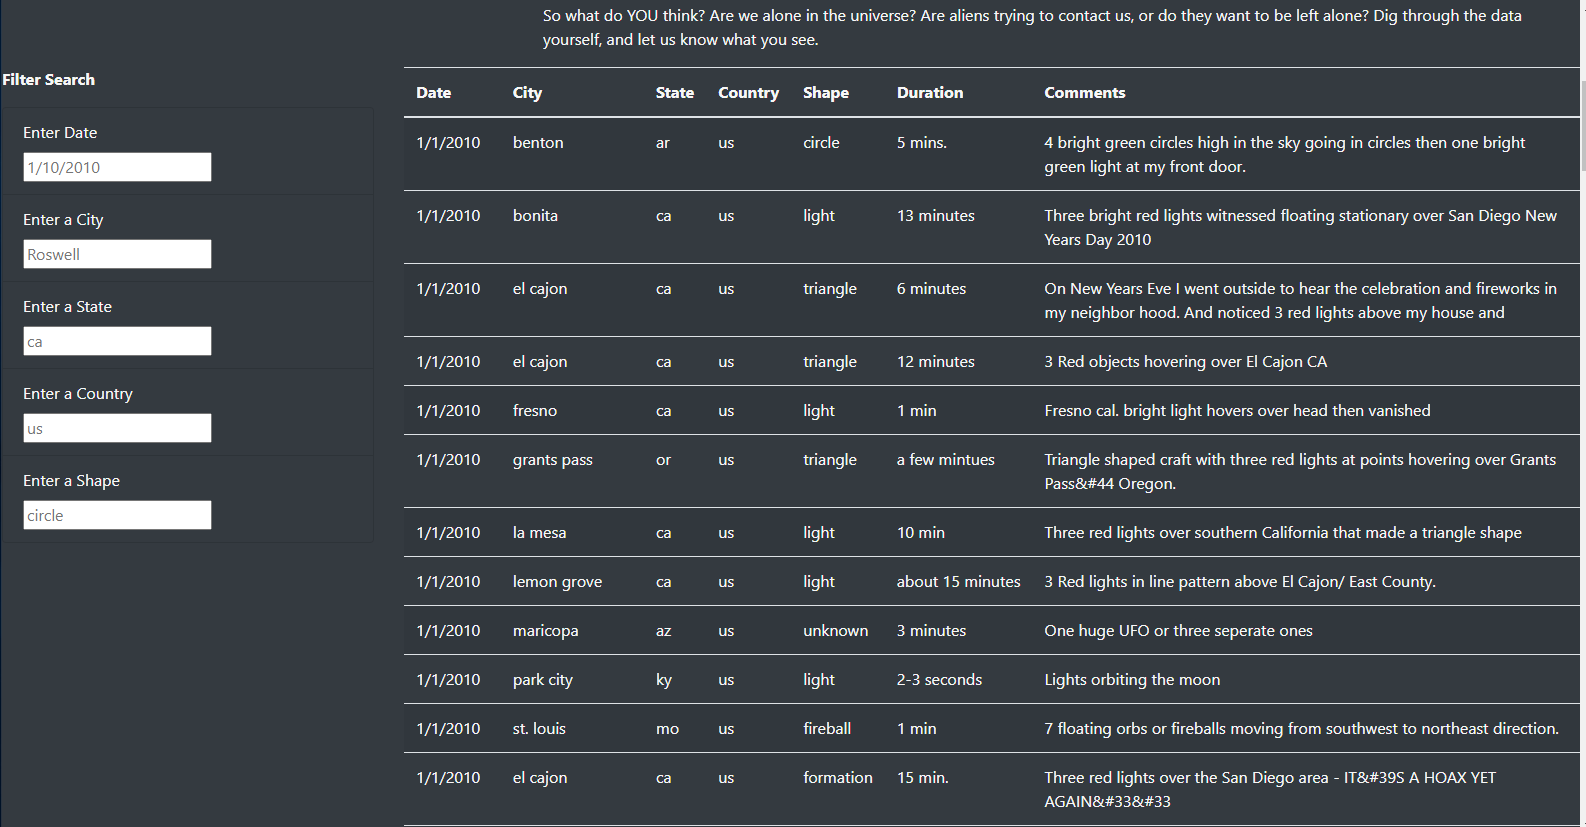 So what do YOU think? Are we alone in the universe? Are aliens trying to contact us, or do they want to be left alone? Dig through the data
yourself, and let us know what you see.
Filter Search
Enter Date
1/10/2010
Enter a City
Roswell
Enter a State
ca
Enter a Country
us
Enter a Shape
circle
Date City State Country Shape Duration Comments
1/1/2010 benton ar us circle 5 mins. 4 bright green circles high in the sky going in circles then one bright
green light at my front door.
1/1/2010 bonita ca us light 13 minutes Three bright red lights witnessed floating stationary over San Diego New
Years Day 2010
1/1/2010 el cajon ca us triangle 6 minutes On New Years Eve I went outside to hear the celebration and fireworks in
my neighbor hood. And noticed 3 red lights above my house and
1/1/2010 el cajon ca us triangle 12 minutes 3 Red objects hovering over El Cajon CA
1/1/2010 fresno ca us light 1 min Fresno cal. bright light hovers over head then vanished
1/1/2010 grants pass or us triangle a few mintues Triangle shaped craft with three red lights at points hovering over Grants
Pass&#44 Oregon.
1/1/2010 la mesa ca us light 10 min Three red lights over southern California that made a triangle shape
1/1/2010 lemon grove ca us light about 15 minutes 3 Red lights in line pattern above El Cajon/ East County.
1/1/2010 maricopa az us unknown 3 minutes One huge UFO or three seperate ones
1/1/2010 park city ky us light 2-3 seconds Lights orbiting the moon
1/1/2010 st. louis mo us fireball 1 min 7 floating orbs or fireballs moving from southwest to northeast direction.
1/1/2010 el cajon ca us formation 15 min. Three red lights over the San Diego area - IT&#39S A HOAX YET
AGAIN&#33&#33